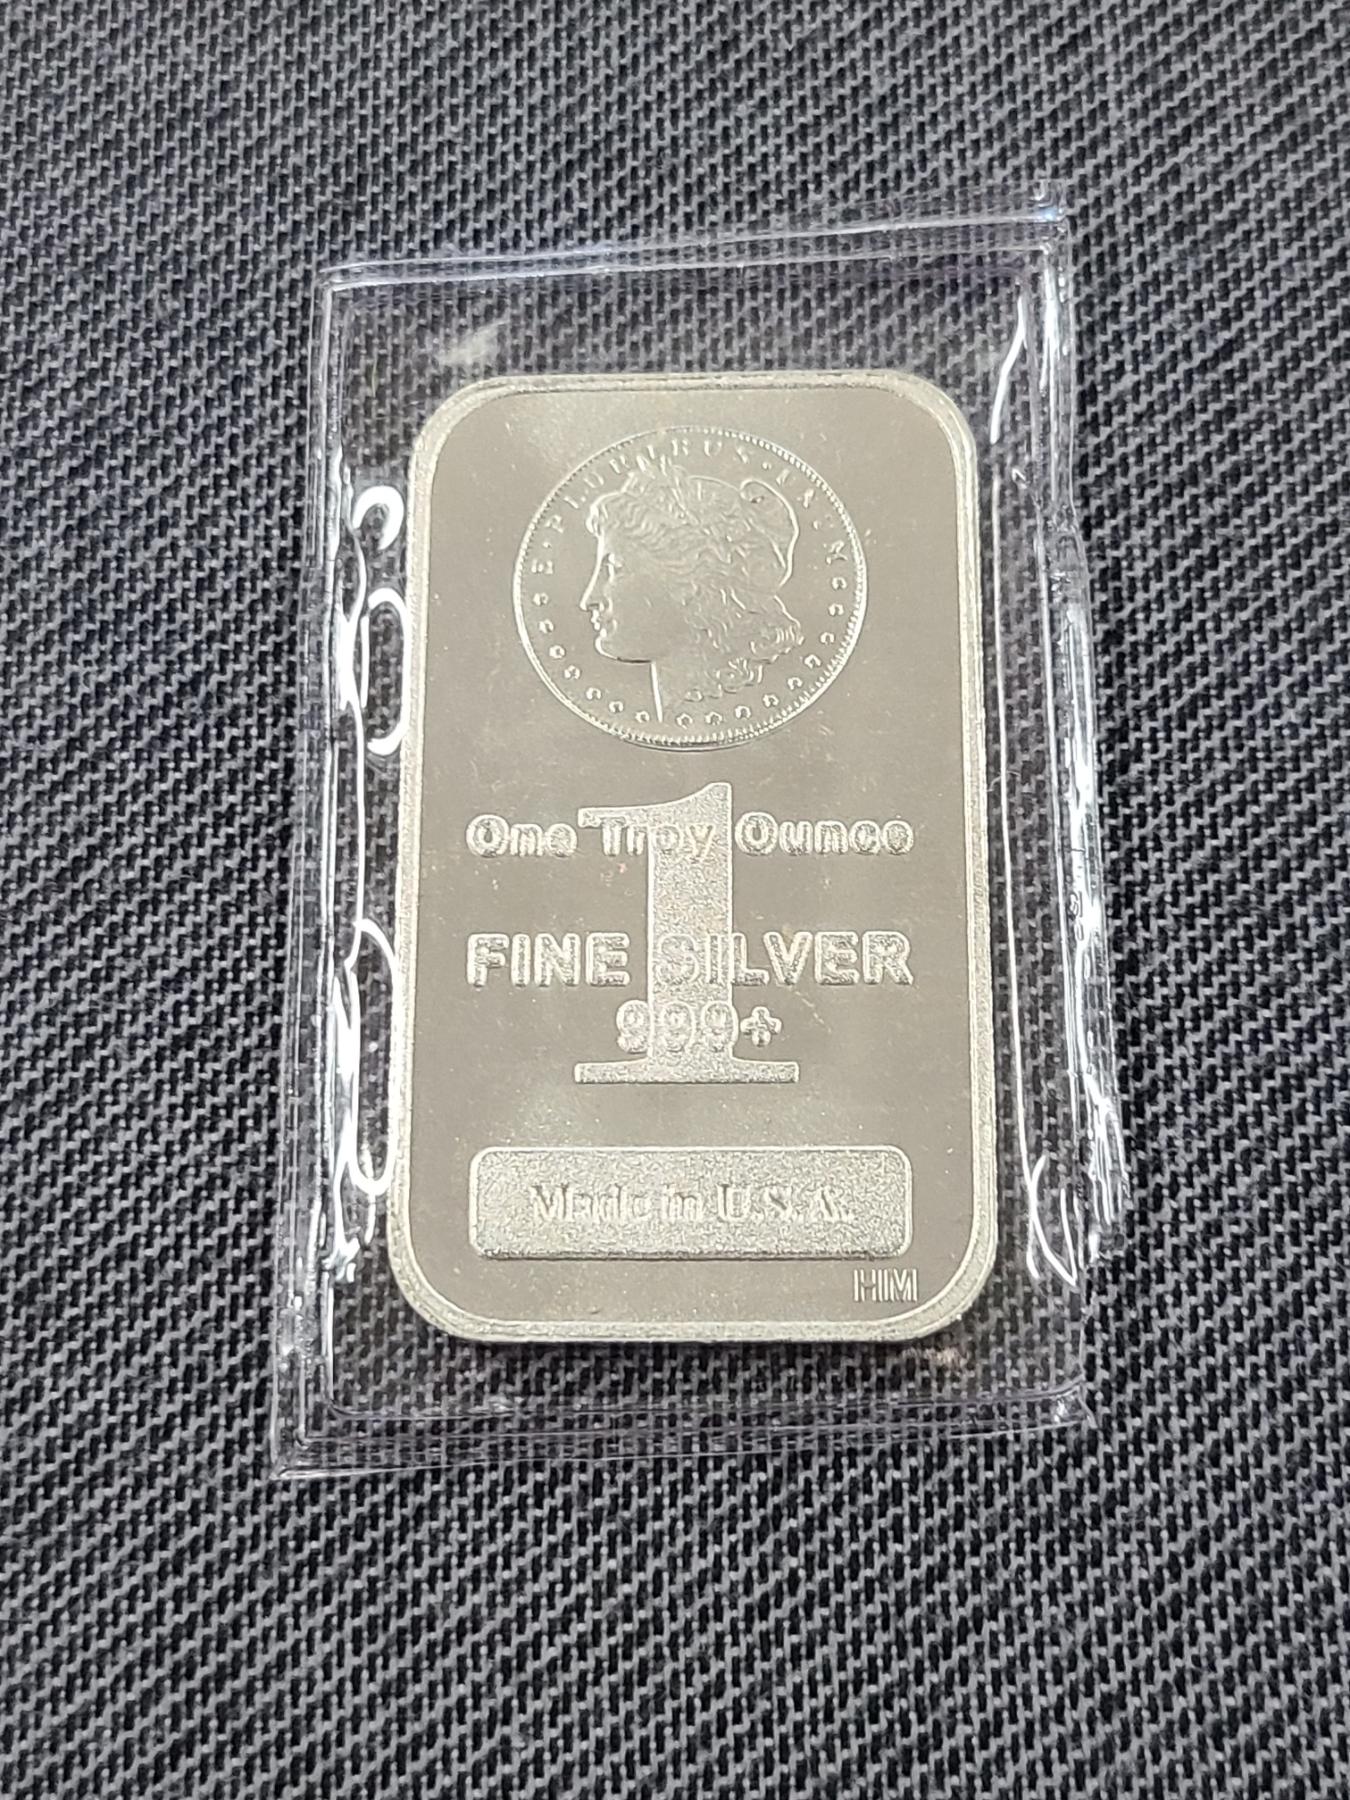 E·PLURIBUS·UNUM
One Troy Ounce
1
FINE SILVER
999+
Made in U.S.A.
HM